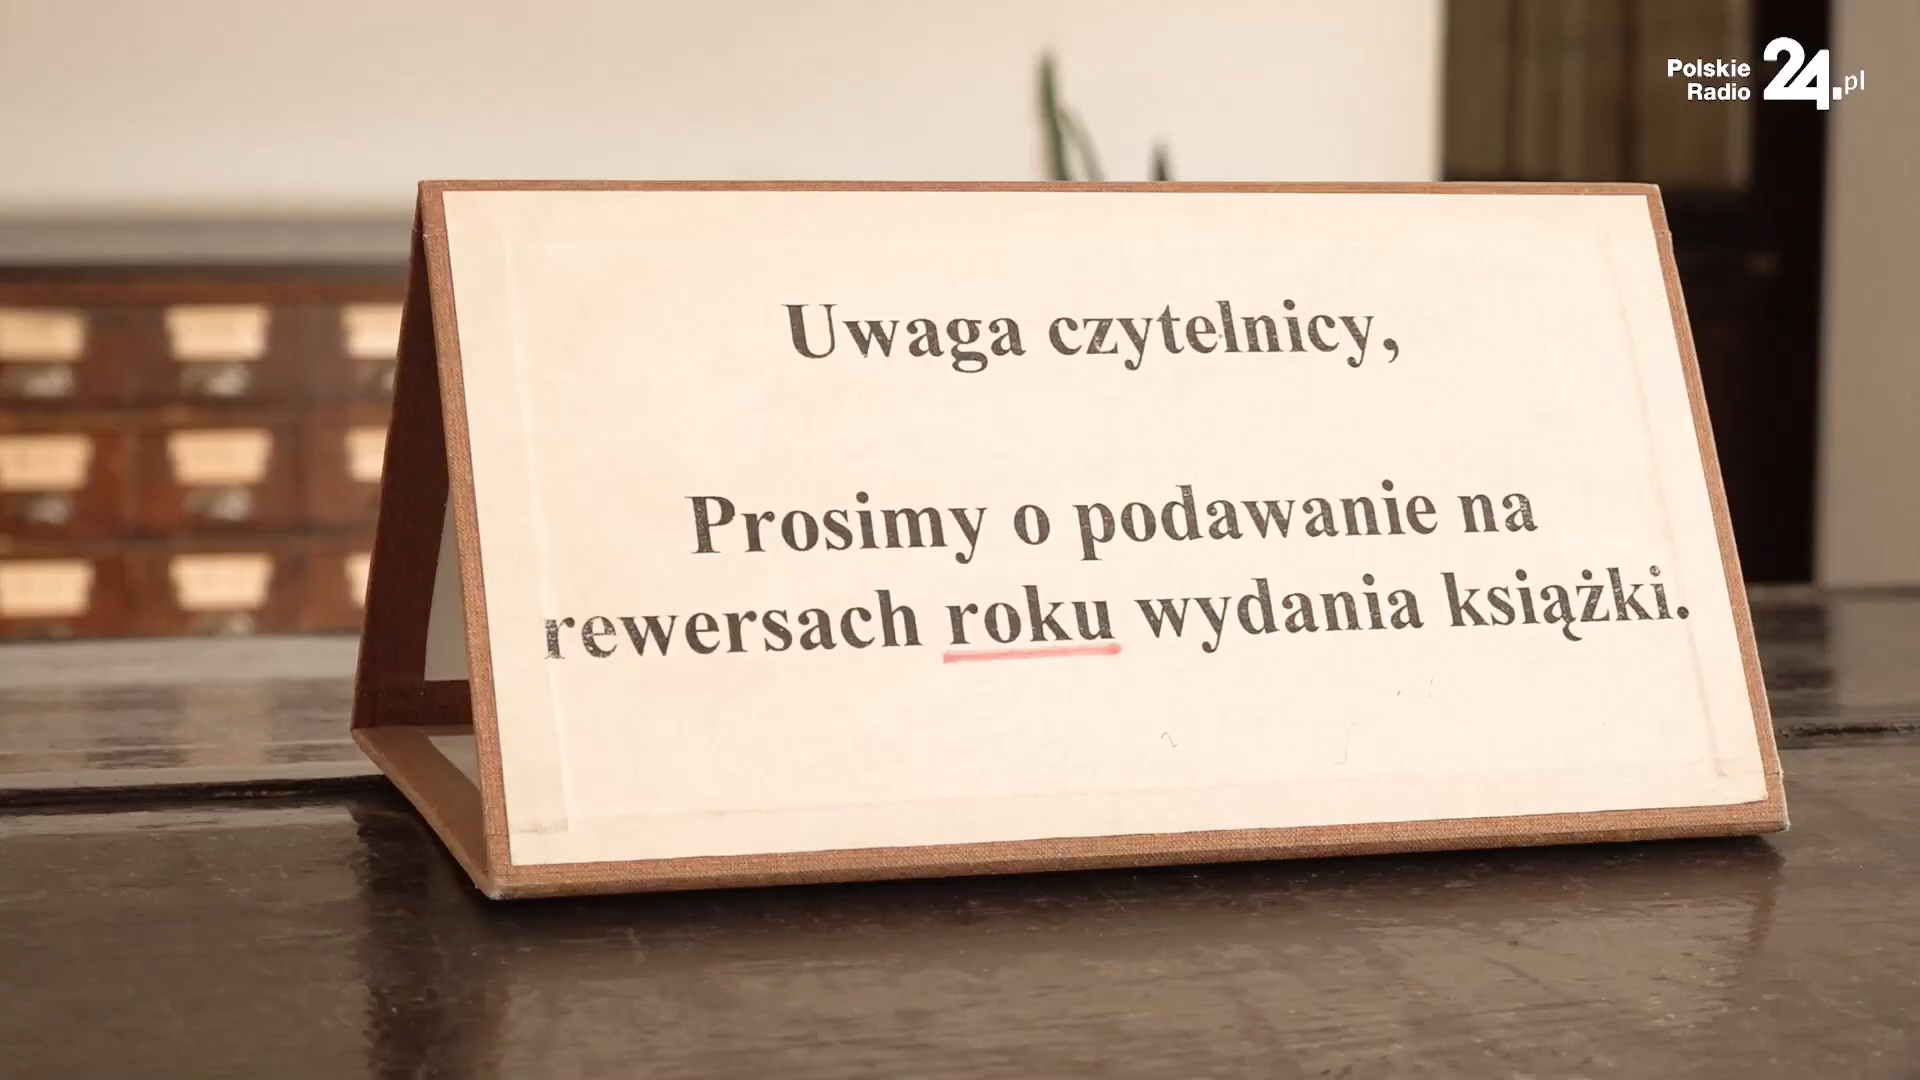 Polskie
Radio 24.pl
Uwaga czytelnicy,
Prosimy o podawanie na
rewersach roku wydania książki.